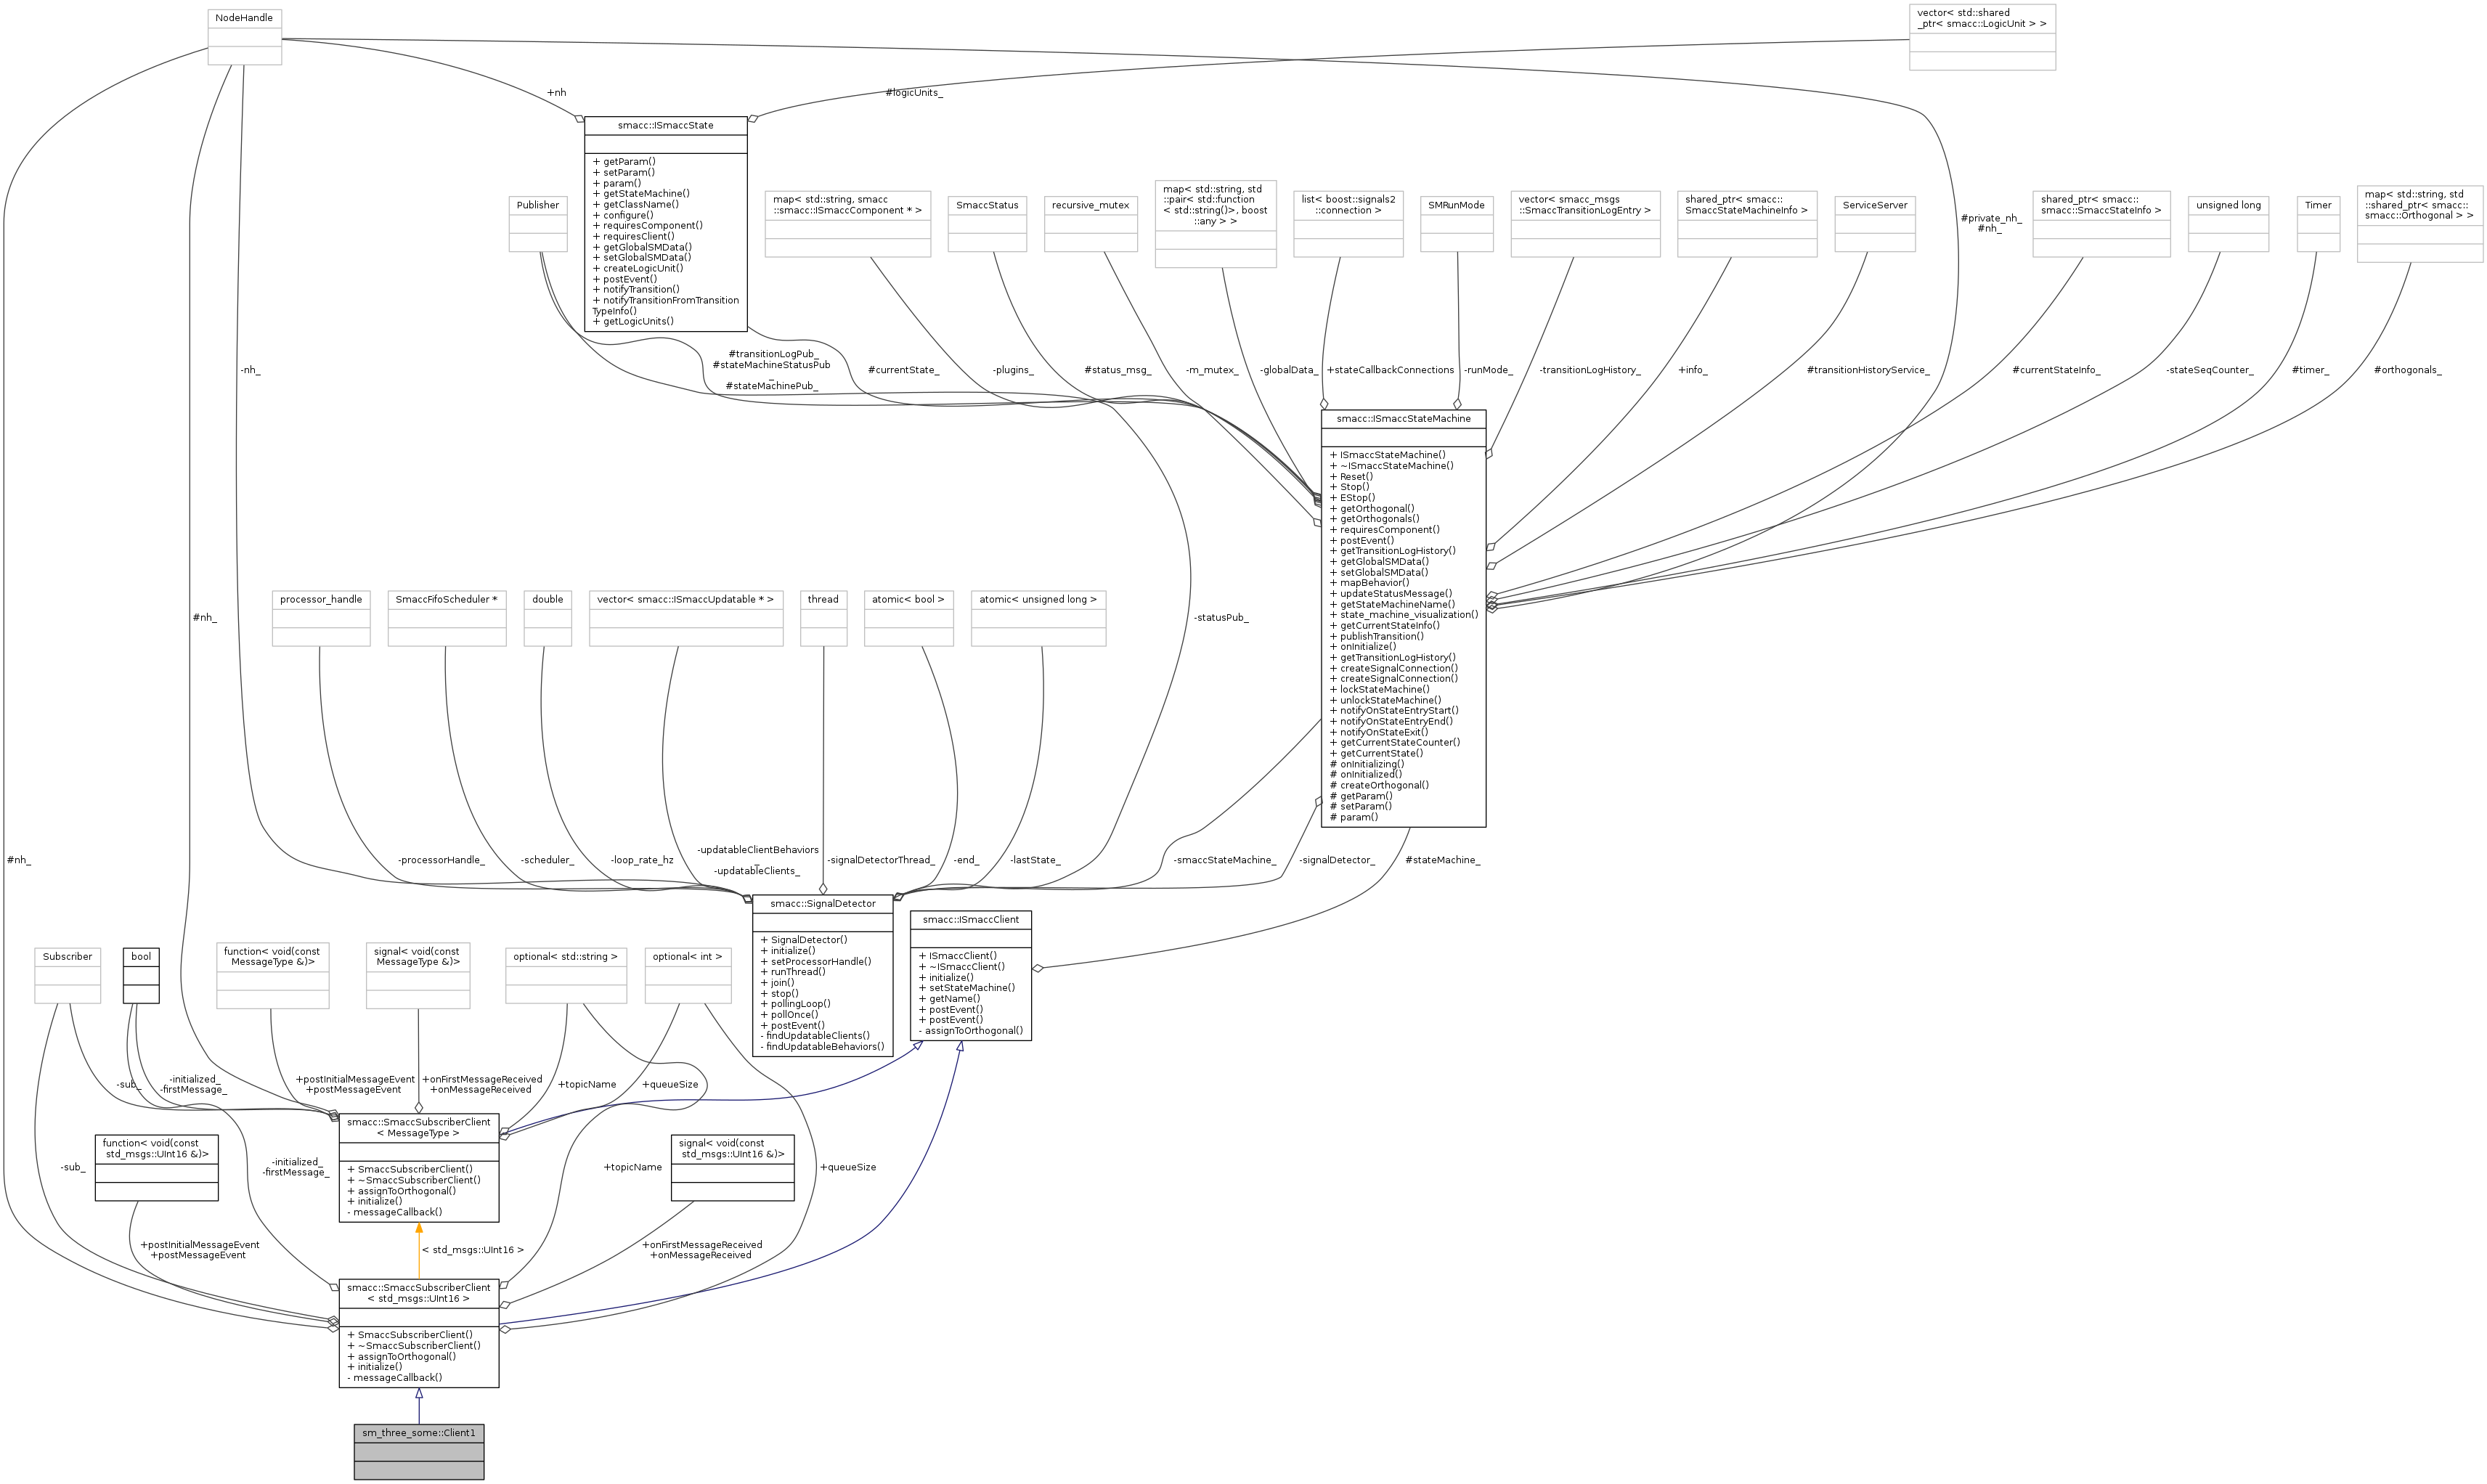 NodeHandle
vector< std::shared
_ptr< smacc::LogicUnit > >
+nh
#logicUnits_
smacc::ISmaccState
+ getParam()
+ setParam()
+ param()
+ getStateMachine()
+ getClassName()
+ configure()
+ requiresComponent()
+ requiresClient()
+ getGlobalSMData()
+ setGlobalSMData()
+ createLogicUnit()
+ postEvent()
+ notifyTransition()
+ notifyTransitionFromTransition
TypeInfo()
+ getLogicUnits()
Publisher
map< std::string, smacc
::smacc::ISmaccComponent * >
SmaccStatus
recursive_mutex
map< std::string, std
::pair< std::function
< std::string()>, boost
::any > >
list< boost::signals2
::connection >
SMRunMode
vector< smacc_msgs
::SmaccTransitionLogEntry >
shared_ptr< smacc::
SmaccStateMachineInfo >
ServiceServer
#private_nh_
#nh_
shared_ptr< smacc::
smacc::SmaccStateInfo >
unsigned long
Timer
map< std::string, std
::shared_ptr< smacc::
smacc::Orthogonal > >
-nh_
#transitionLogPub_
#stateMachineStatusPub
_
#stateMachinePub_
#currentState_
-plugins_
#status_msg_
-m_mutex_
-globalData_
+stateCallbackConnections
-runMode_
-transitionLogHistory_
+info_
#transitionHistoryService_
#currentStateInfo_
-stateSeqCounter_
#timer_
#orthogonals_
smacc::ISmaccStateMachine
+ ISmaccStateMachine()
+ ~ISmaccStateMachine()
+ Reset()
+ Stop()
+ EStop()
+ getOrthogonal()
+ getOrthogonals()
+ requiresComponent()
+ postEvent()
+ getTransitionLogHistory()
+ getGlobalSMData()
+ setGlobalSMData()
+ mapBehavior()
+ updateStatusMessage()
+ getStateMachineName()
+ state_machine_visualization()
+ getCurrentStateInfo()
+ publishTransition()
+ onInitialize()
+ getTransitionLogHistory()
+ createSignalConnection()
+ createSignalConnection()
+ lockStateMachine()
+ unlockStateMachine()
+ notifyOnStateEntryStart()
+ notifyOnStateEntryEnd()
+ notifyOnStateExit()
+ getCurrentStateCounter()
+ getCurrentState()
# onInitializing()
# onInitialized()
# createOrthogonal()
# getParam()
# setParam()
# param()
#nh_
processor_handle
SmaccFifoScheduler *
double
vector< smacc::ISmaccUpdatable * >
thread
atomic< bool >
atomic< unsigned long >
-statusPub_
#nh_
-processorHandle_
-scheduler_
-loop_rate_hz
-updatableClientBehaviors
_
-updatableClients_
-signalDetectorThread_
-end_
-lastState_
-smaccStateMachine_
-signalDetector_
#stateMachine_
smacc::SignalDetector
+ SignalDetector()
+ initialize()
+ setProcessorHandle()
+ runThread()
+ join()
+ stop()
+ pollingLoop()
+ pollOnce()
+ postEvent()
- findUpdatableClients()
- findUpdatableBehaviors()
smacc::ISmaccClient
+ ISmaccClient()
+ ~ISmaccClient()
+ initialize()
+ setStateMachine()
+ getName()
+ postEvent()
+ postEvent()
- assignToOrthogonal()
Subscriber
bool
function< void(const
MessageType &)>
signal< void(const
MessageType &)>
optional< std::string >
optional< int >
-sub_
-initialized_
-firstMessage_
+postInitialMessageEvent
+postMessageEvent
+onFirstMessageReceived
+onMessageReceived
+topicName
+queueSize
smacc::SmaccSubscriberClient
< MessageType >
+ SmaccSubscriberClient()
+ ~SmaccSubscriberClient()
+ assignToOrthogonal()
+ initialize()
- messageCallback()
function< void(const
std_msgs::UInt16 &)>
signal< void(const
std_msgs::UInt16 &)>
-sub_
-initialized_
-firstMessage_
+topicName
+queueSize
+postInitialMessageEvent
+postMessageEvent
< std_msgs::UInt16 >
+onFirstMessageReceived
+onMessageReceived
smacc::SmaccSubscriberClient
< std_msgs::UInt16 >
+ SmaccSubscriberClient()
+ ~SmaccSubscriberClient()
+ assignToOrthogonal()
+ initialize()
- messageCallback()
sm_three_some::Client1